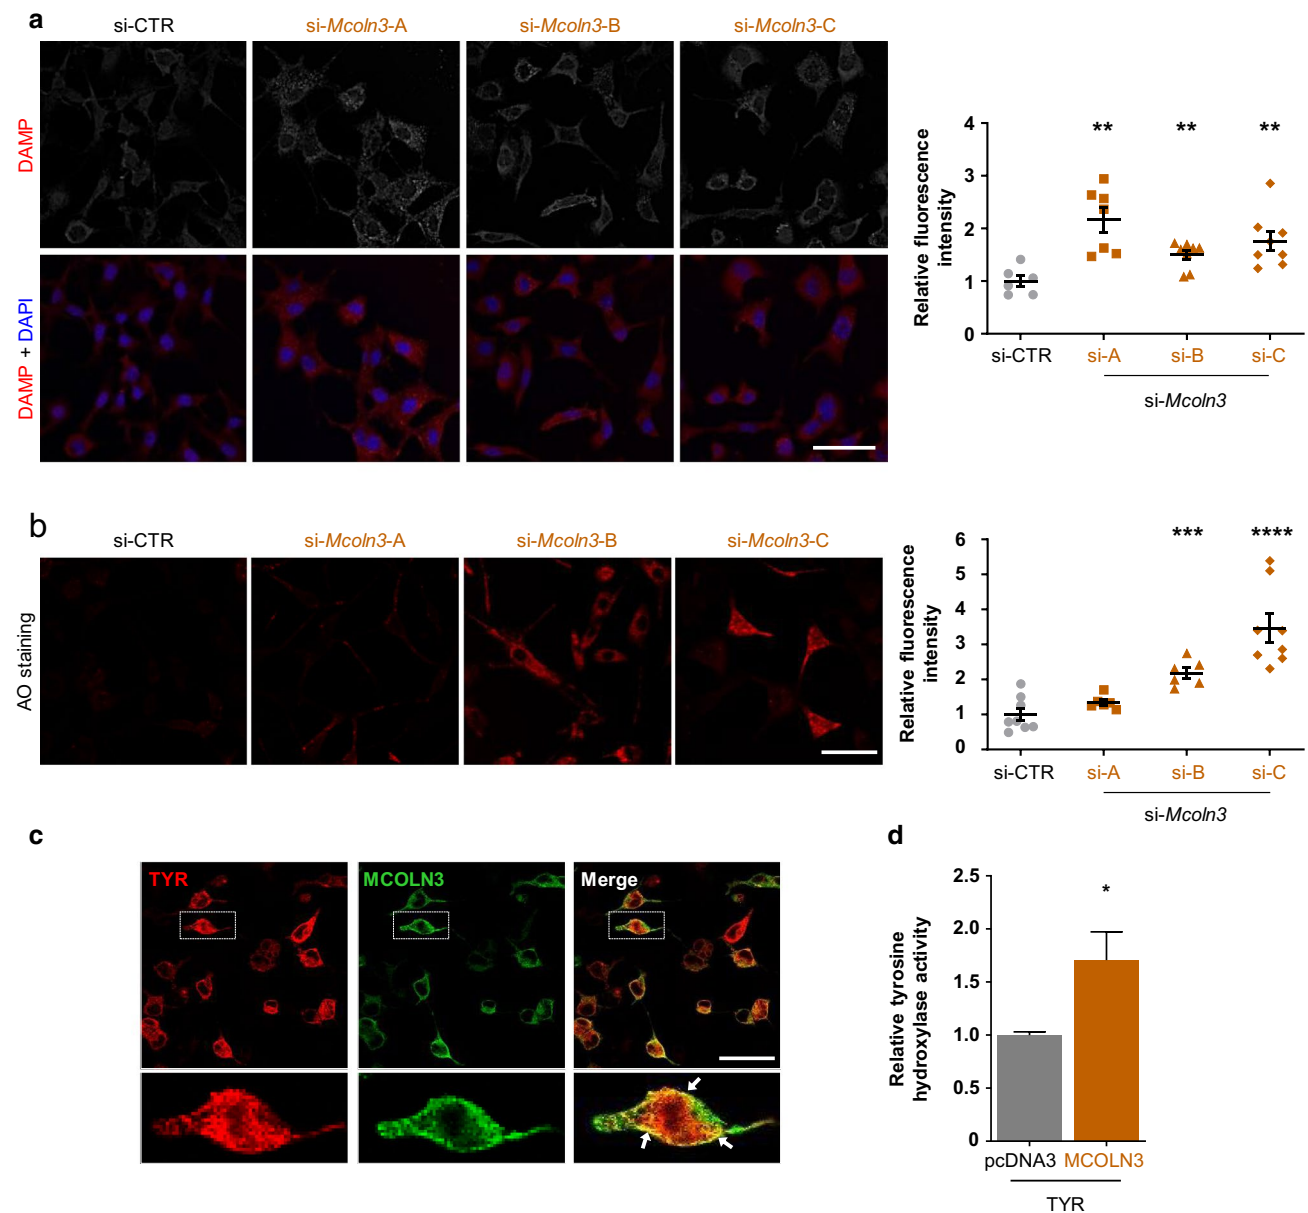 a
si-CTR
si-Mcoln3-A
si-Mcoln3-B
si-Mcoln3-C
DAMP
DAMP + DAPI
Relative fluorescence
intensity
4
3
2
1
0
**
**
**
si-CTR
si-A
si-B
si-C
si-Mcoln3
b
si-CTR
si-Mcoln3-A
si-Mcoln3-B
si-Mcoln3-C
AO staining
Relative fluorescence
intensity
6
5
4
3
2
1
0
***
****
si-CTR
si-A
si-B
si-C
si-Mcoln3
c
TYR
MCOLN3
Merge
d
Relative tyrosine
hydroxylase activity
2.5
2.0
1.5
1.0
0.5
0
*
pcDNA3
MCOLN3
TYR